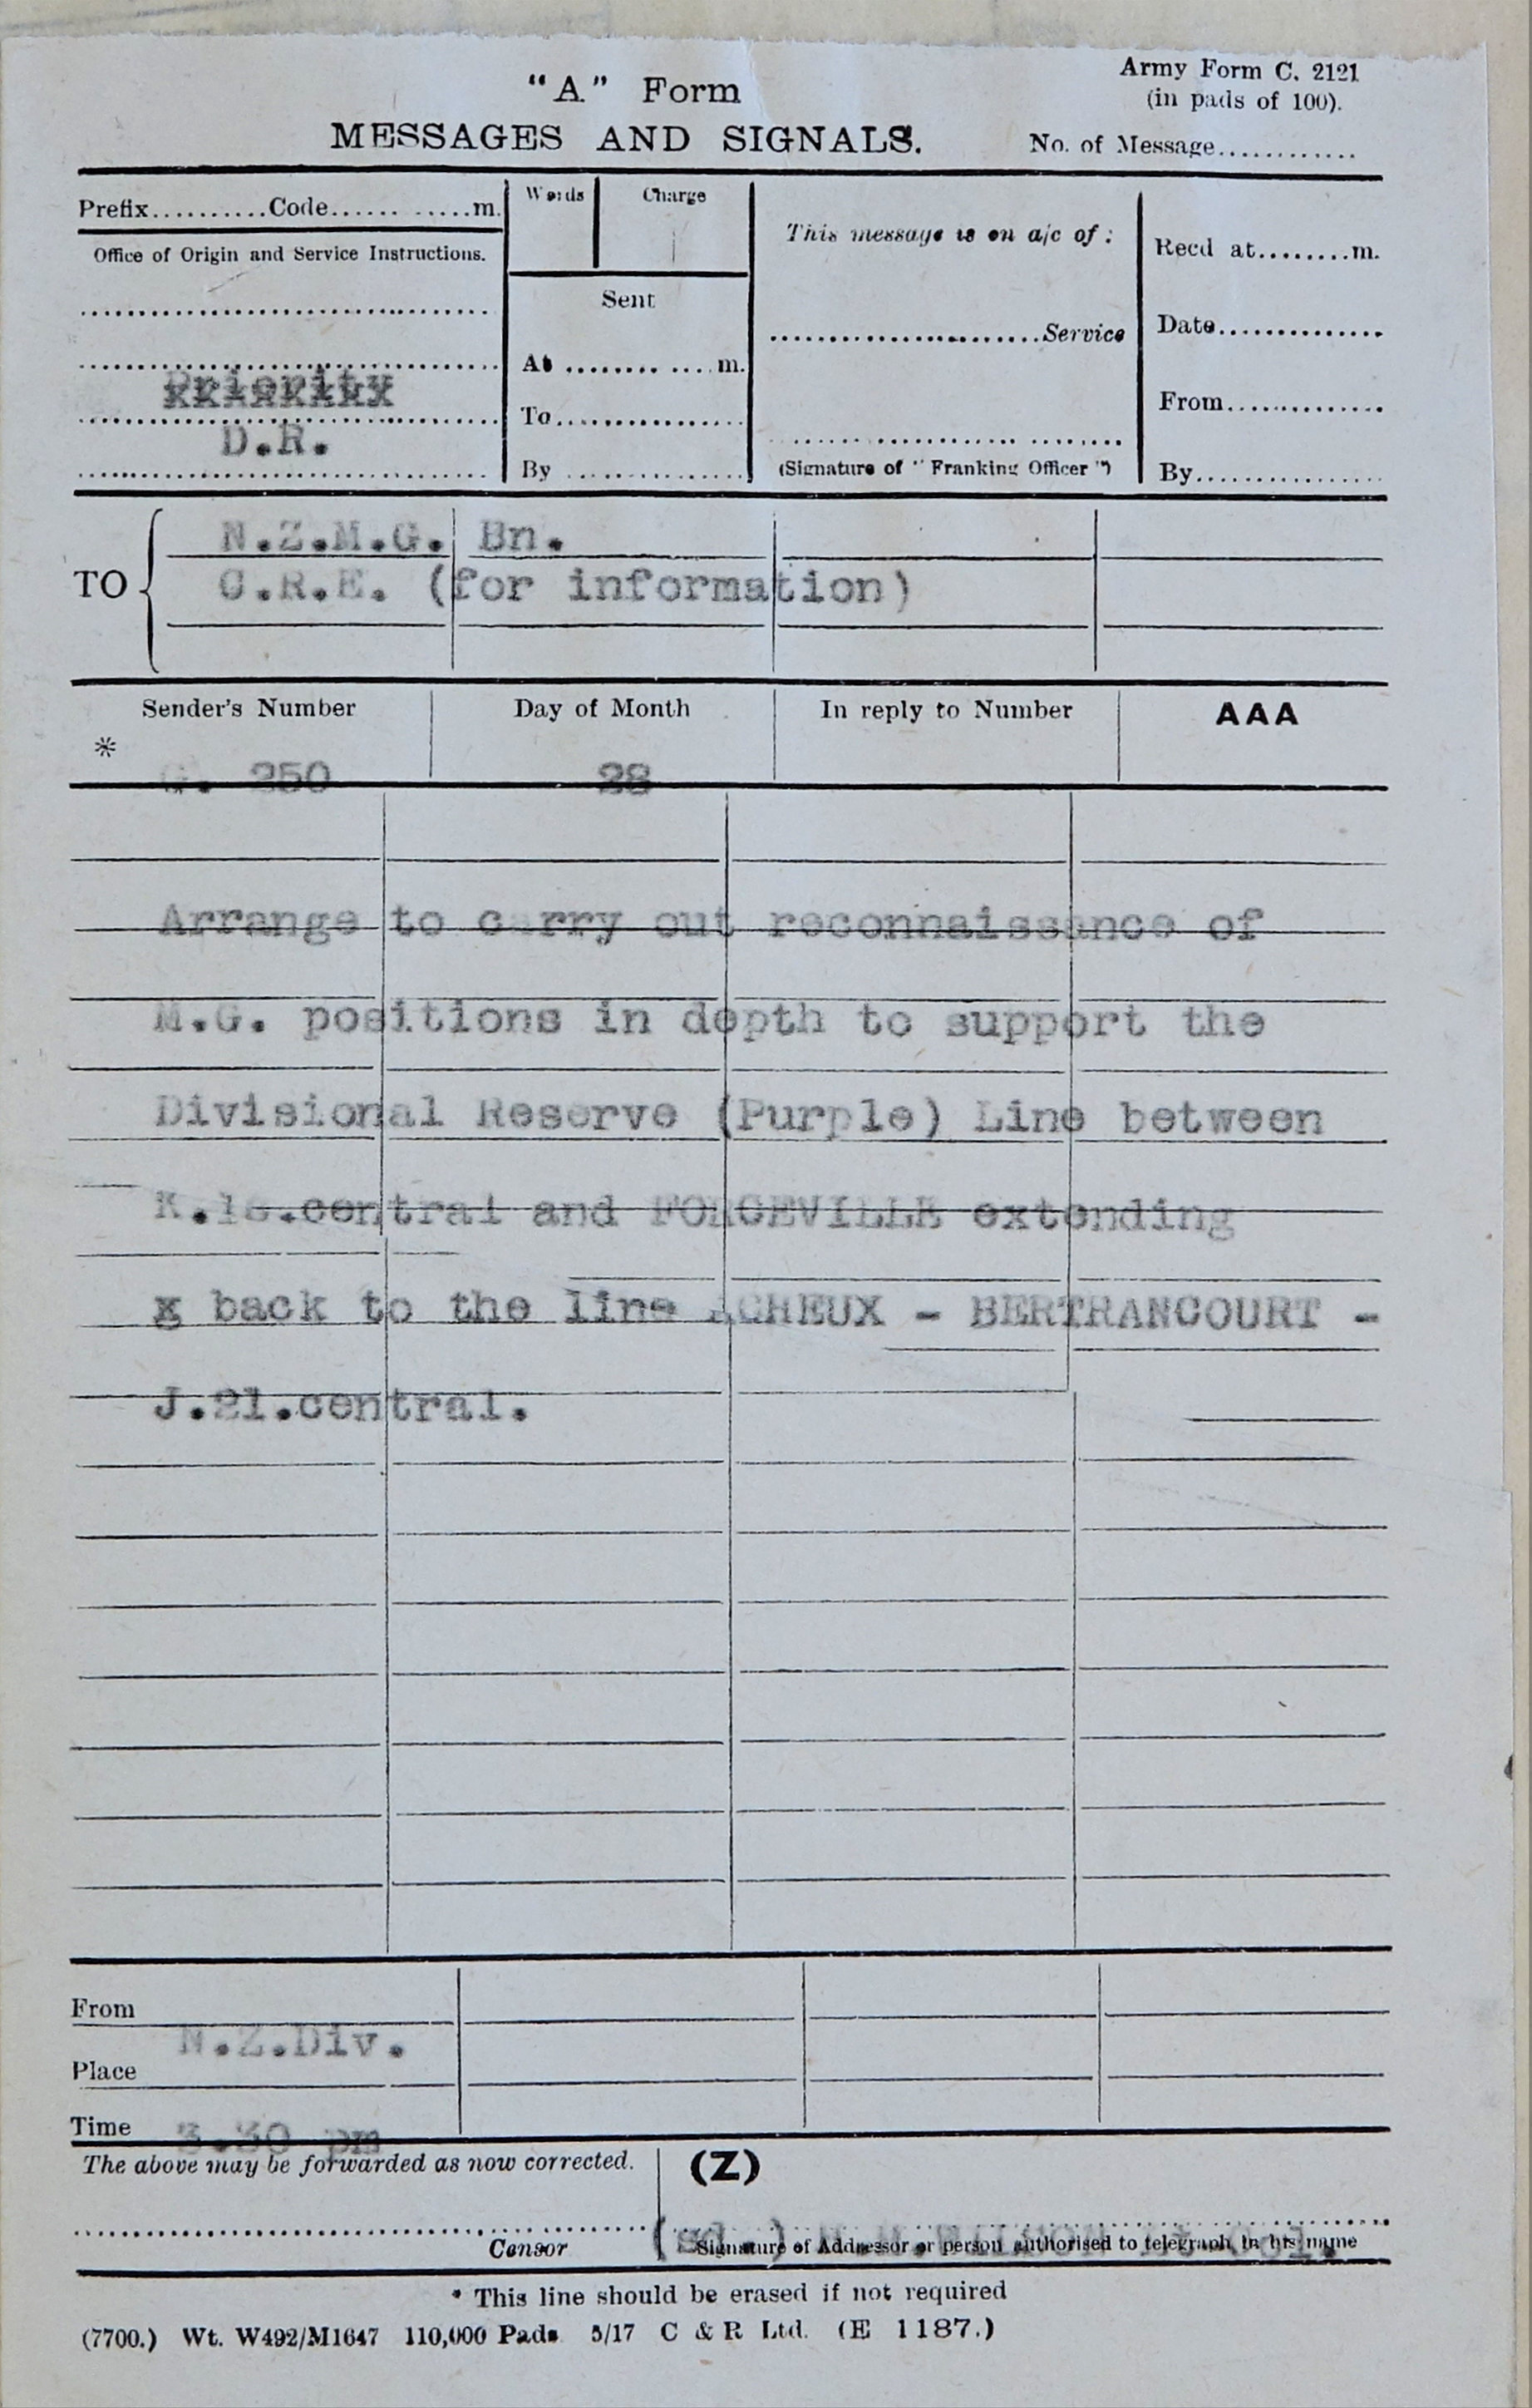 "A" Form
Army Form C. 2121
(in pads of 100).
MESSAGES AND SIGNALS.
No. of Message.............
Prefix..........Code...... .....m.
Words
Charge
This message is on a/c of :
Recd at.........m.
Office of Origin and Service Instructions.
Sent
........................Service
Date...............
At ........ ....m.
Priority
To................
From..............
D.R.
By ...............
(Signature of "Franking Officer")
By.................
TO
N.Z.M.G. Bn.
C.R.E. (for information)
Sender's Number
Day of Month
In reply to Number
AAA
*
G. 250
28
Arrange to carry out reconnaissance of
M.G. positions in depth to support the
Divisional Reserve (Purple) Line between
central and FORCEVILLE extending
x back to the line ACHEUX - BERTRANCOURT -
J.21.central.
From
N.Z.Div.
Place
Time 3.30 pm
The above may be forwarded as now corrected.
(Z)
Censor
(sd.) WILSON Lt Col.
Signature of Addressor or person authorised to telegraph in his name
* This line should be erased if not required
(7700.) Wt. W492/M1647 110,000 Pads 5/17 C & R Ltd. (E 1187.)